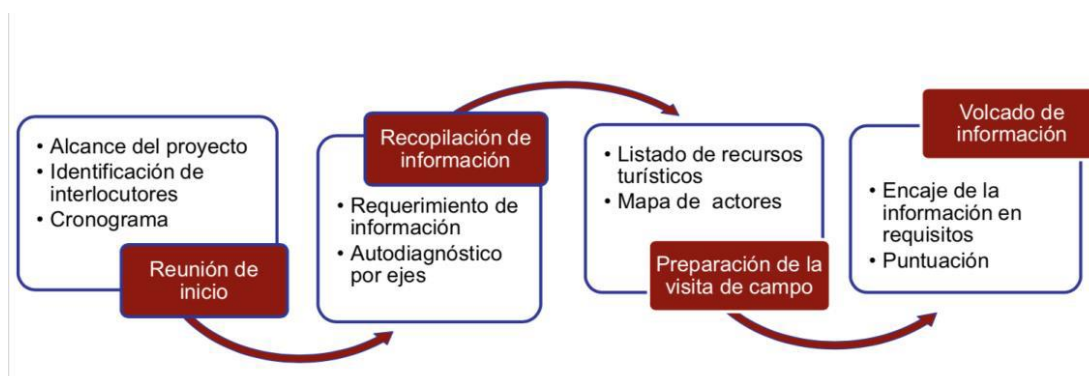 • Alcance del proyecto
• Identificación de
interlocutores
• Cronograma
Reunión de
inicio
Recopilación de
información
• Requerimiento de
información
• Autodiagnóstico
por ejes
• Listado de recursos
turísticos
• Mapa de actores
Preparación de la
visita de campo
Volcado de
información
• Encaje de la
información en
requisitos
• Puntuación